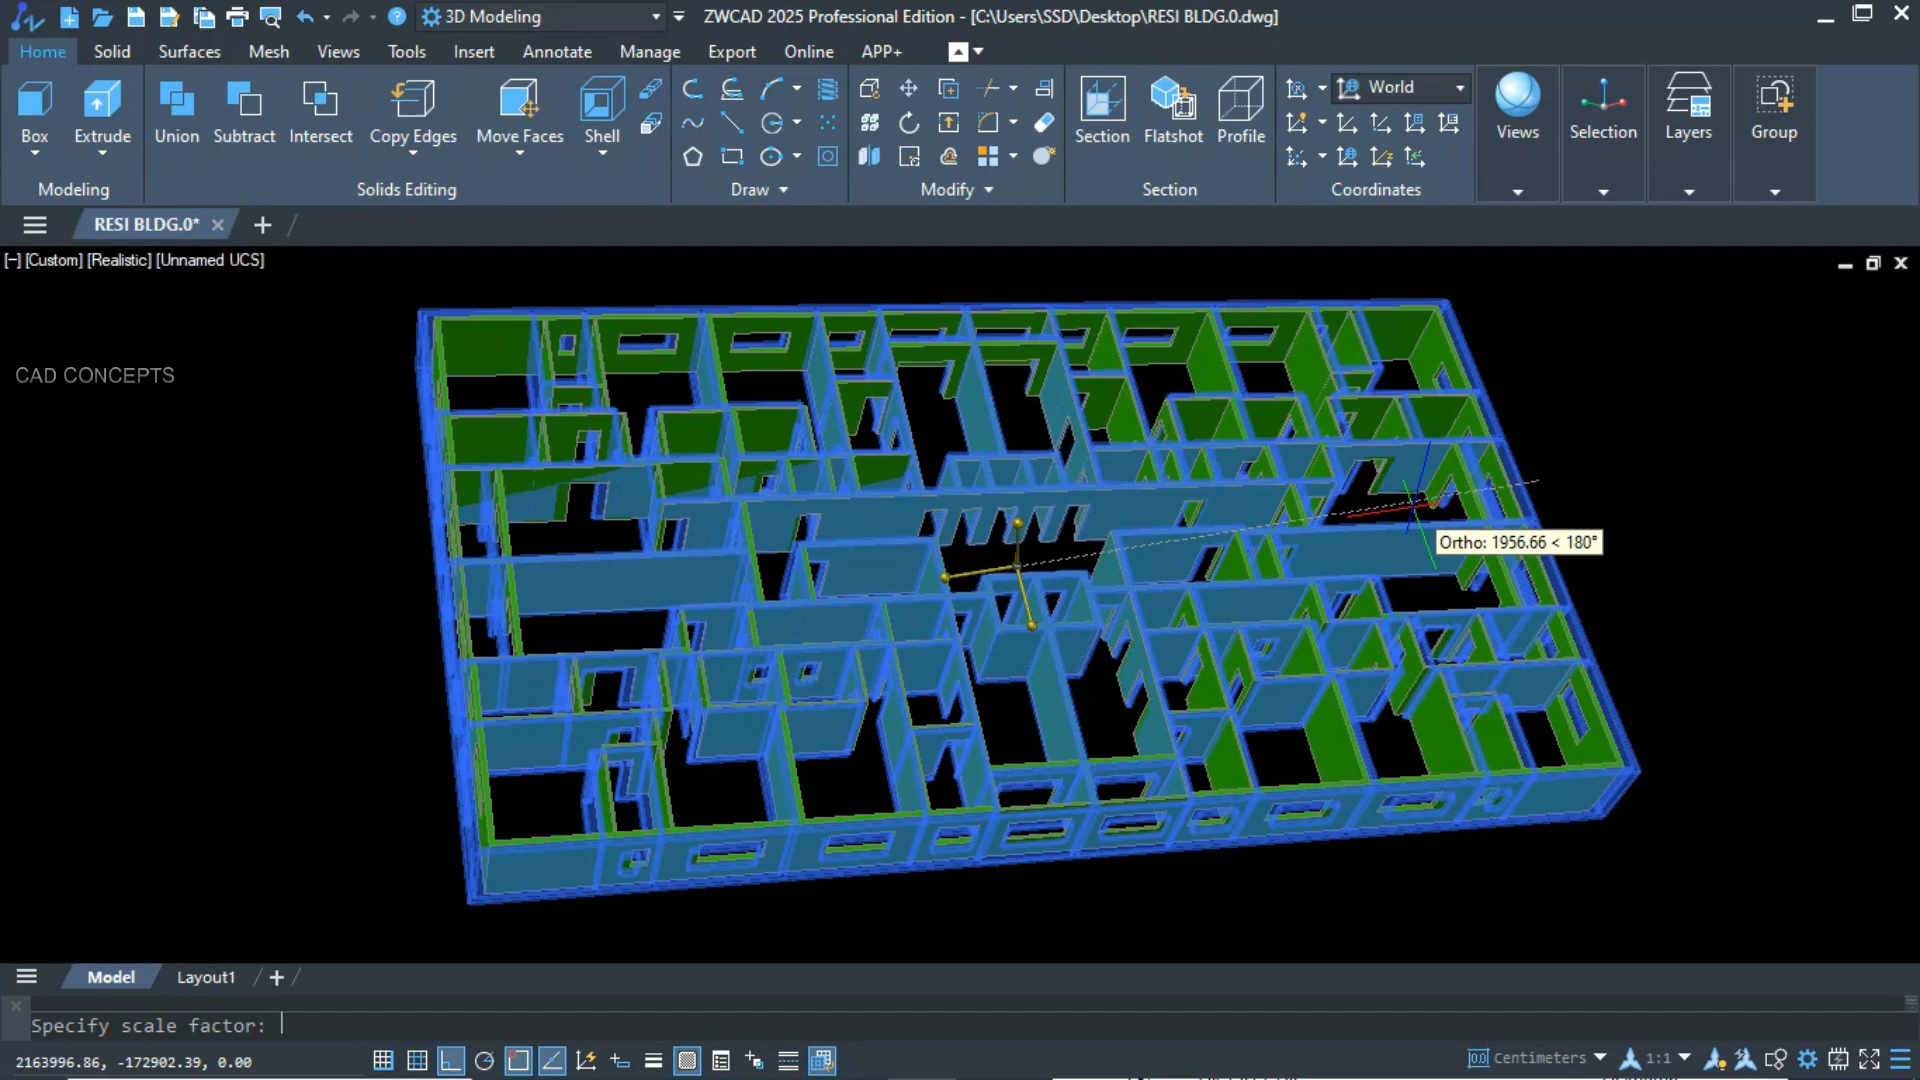 3D Modeling
ZWCAD 2025 Professional Edition - [C:\Users\SSD\Desktop\RESI BLDG.0.dwg]
Home Solid Surfaces Mesh Views Tools Insert Annotate Manage Export Online APP+
Box Extrude Union Subtract Intersect Copy Edges Move Faces Shell Section Flatshot Profile World Views Selection Layers Group
Modeling Solids Editing Draw Modify Section Coordinates
RESI BLDG.0*
[−] [Custom] [Realistic] [Unnamed UCS]
CAD CONCEPTS
Ortho: 1956.66 < 180°
Model Layout1
Specify scale factor:
2163996.86, -172902.39, 0.00
Centimeters 1:1